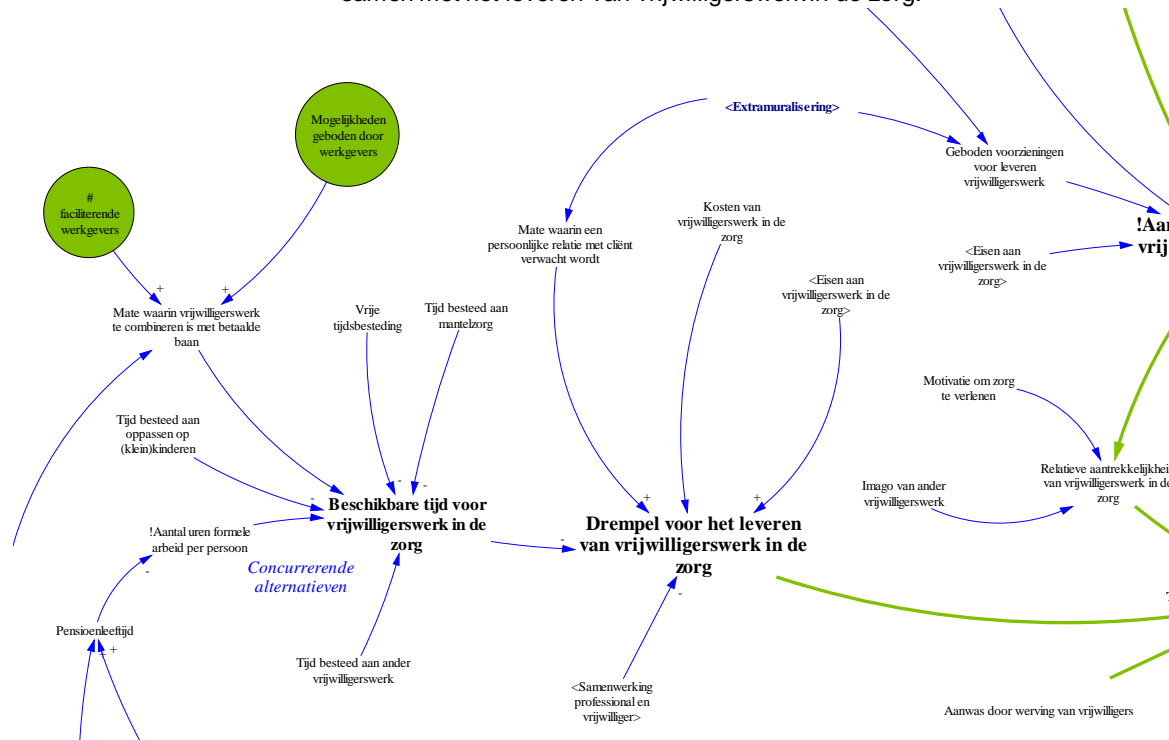 samen met het leveren van vrijwilligerswerk in de zorg.
<Extramuralisering>
Mogelijkheden
geboden door
werkgevers
#
faciliterende
werkgevers
Geboden voorzieningen
voor leveren
vrijwilligerswerk
Kosten van
vrijwilligerswerk in de
zorg
Mate waarin een
persoonlijke relatie met cliënt
verwacht wordt
!Aan
vrij
<Eisen aan
vrijwilligerswerk in de
zorg>
<Eisen aan
vrijwilligerswerk in de
zorg>
+
+
Mate waarin vrijwilligerswerk
te combineren is met betaalde
baan
Vrije
tijdsbesteding
Tijd besteed aan
mantelzorg
Motivatie om zorg
te verlenen
Tijd besteed aan
oppassen op
(klein)kinderen
Relatieve aantrekkelijkhei
van vrijwilligerswerk in de
zorg
Imago van ander
vrijwilligerswerk
-
-
-
+
+
Beschikbare tijd voor
vrijwilligerswerk in de
zorg
-
!Aantal uren formele
arbeid per persoon
-
Drempel voor het leveren
van vrijwilligerswerk in de
zorg
-
-
Concurrerende
alternatieven
-
Pensioenleeftijd
+
+
Tijd besteed aan ander
vrijwilligerswerk
<Samenwerking
professional en
vrijwilliger>
Aanwas door werving van vrijwilligers